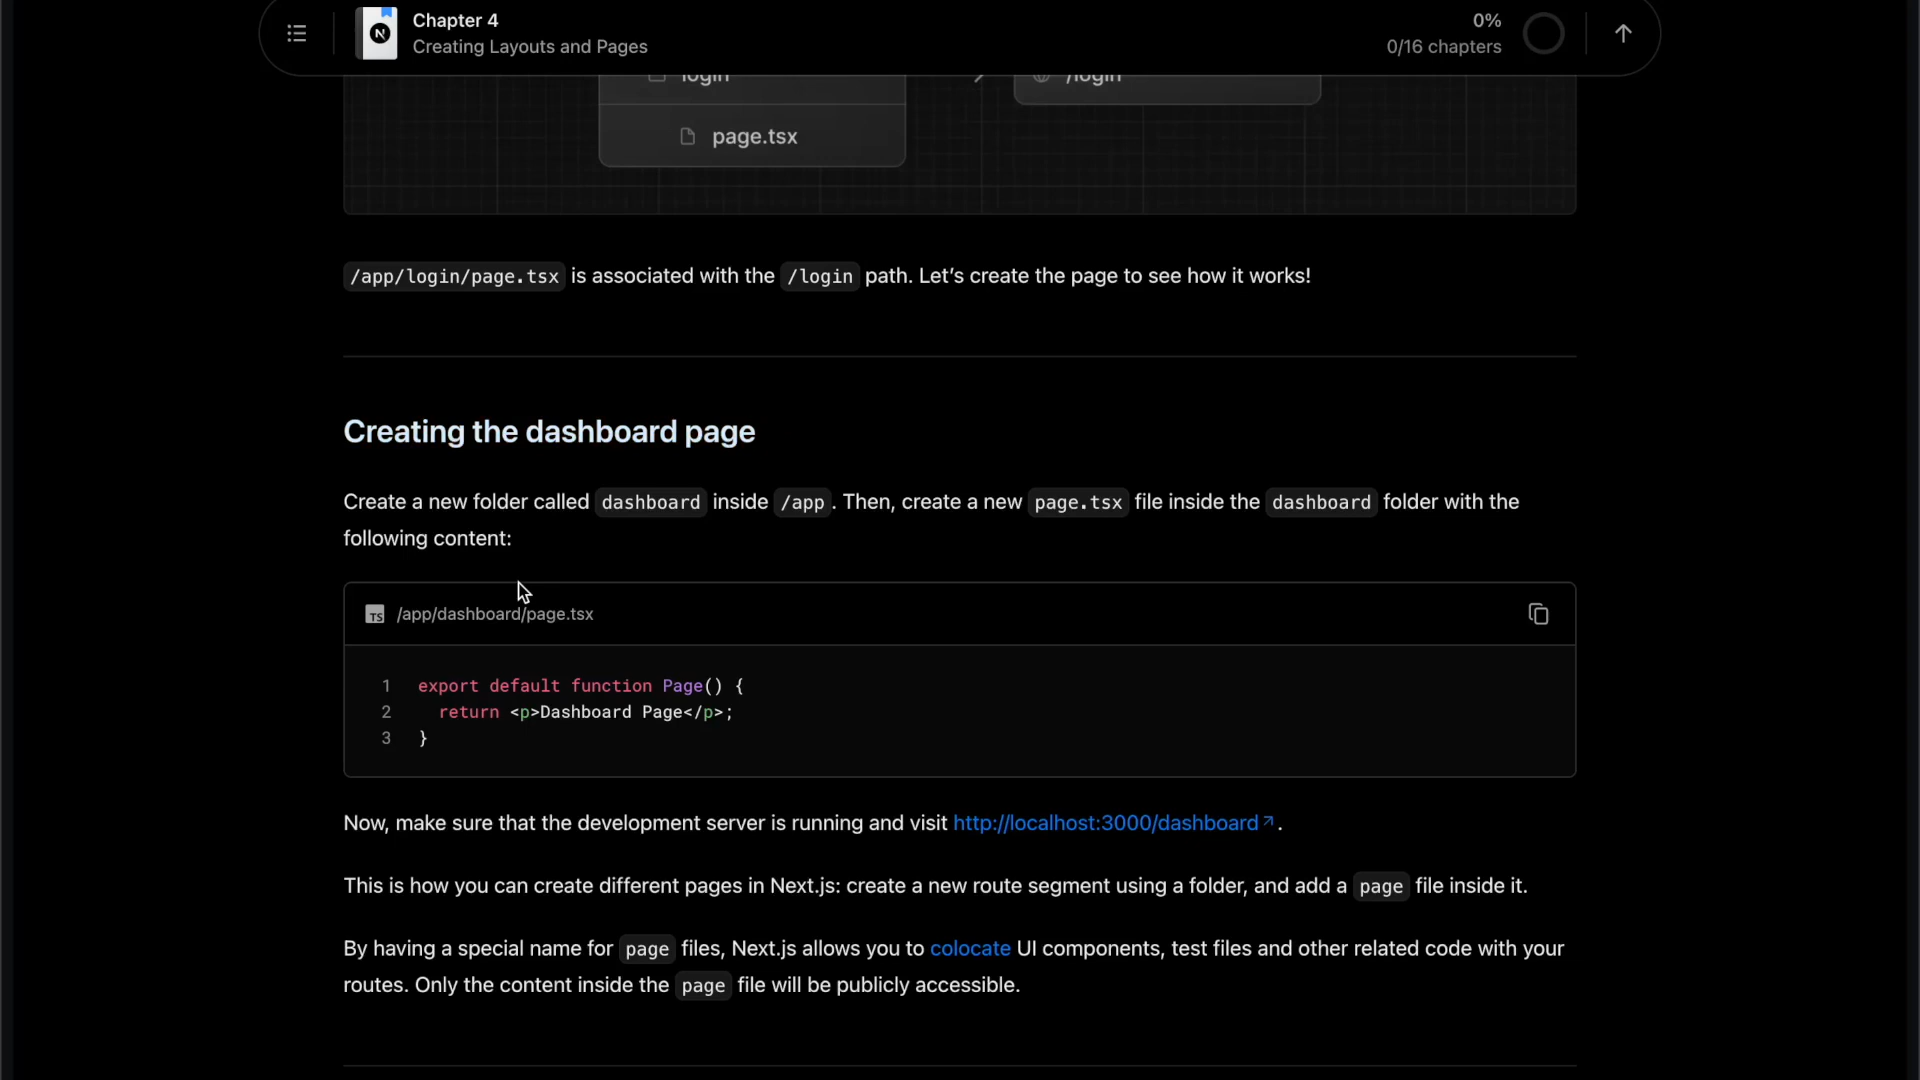 Chapter 4
Creating Layouts and Pages
0%
0/16 chapters
login
/login
page.tsx
/app/login/page.tsx is associated with the /login path. Let’s create the page to see how it works!
Creating the dashboard page
Create a new folder called dashboard inside /app. Then, create a new page.tsx file inside the dashboard folder with the
following content:
TS /app/dashboard/page.tsx
1 export default function Page() {
2 return <p>Dashboard Page</p>;
3 }
Now, make sure that the development server is running and visit http://localhost:3000/dashboard↗.
This is how you can create different pages in Next.js: create a new route segment using a folder, and add a page file inside it.
By having a special name for page files, Next.js allows you to colocate UI components, test files and other related code with your
routes. Only the content inside the page file will be publicly accessible.